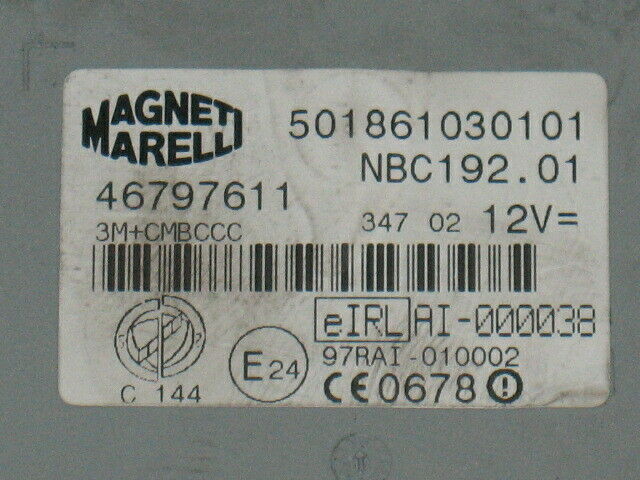 MAGNETI MARELLI
501861030101
NBC192.01
46797611
3M+CMBCCC
347 02 12V=
eIRL AI-000038
97RAI-010002
C 144
E24
CE0678